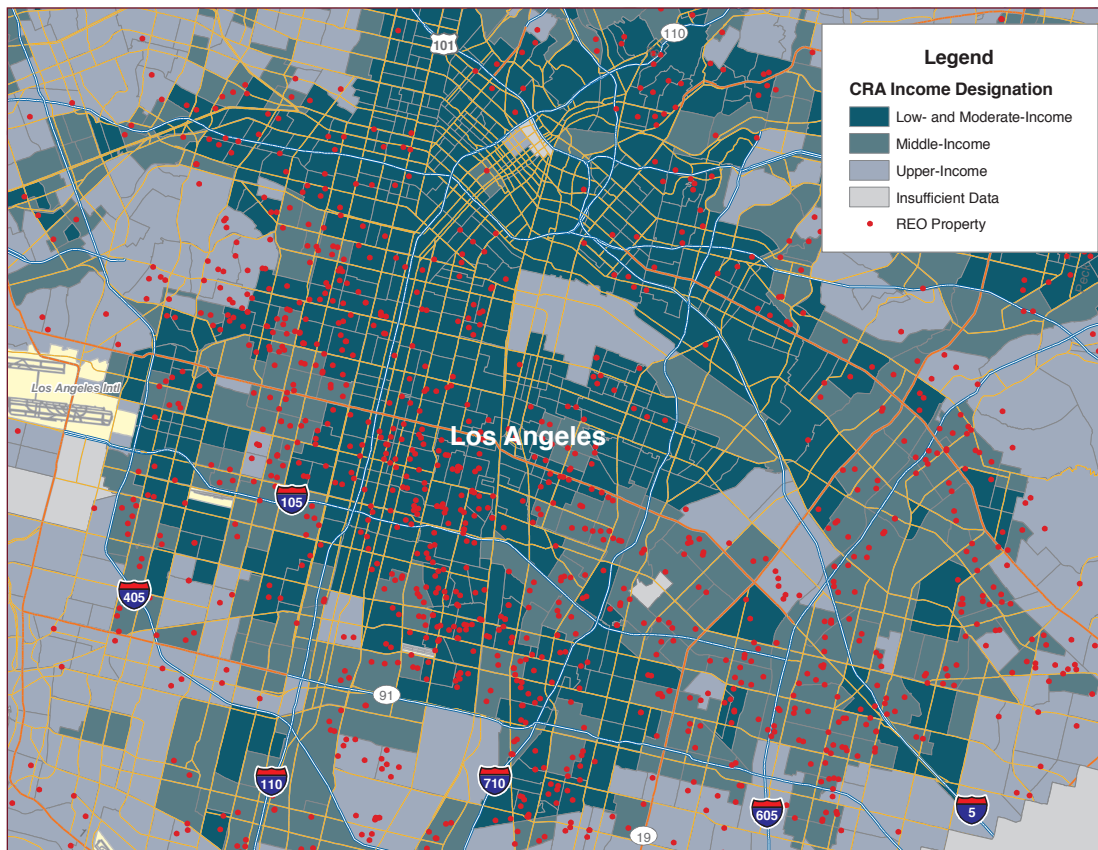 110
101
Legend
CRA Income Designation
Low- and Moderate-Income
Middle-Income
Upper-Income
Insufficient Data
REO Property
Los Angeles Intl
Los Angeles
105
405
91
110
710
605
5
19